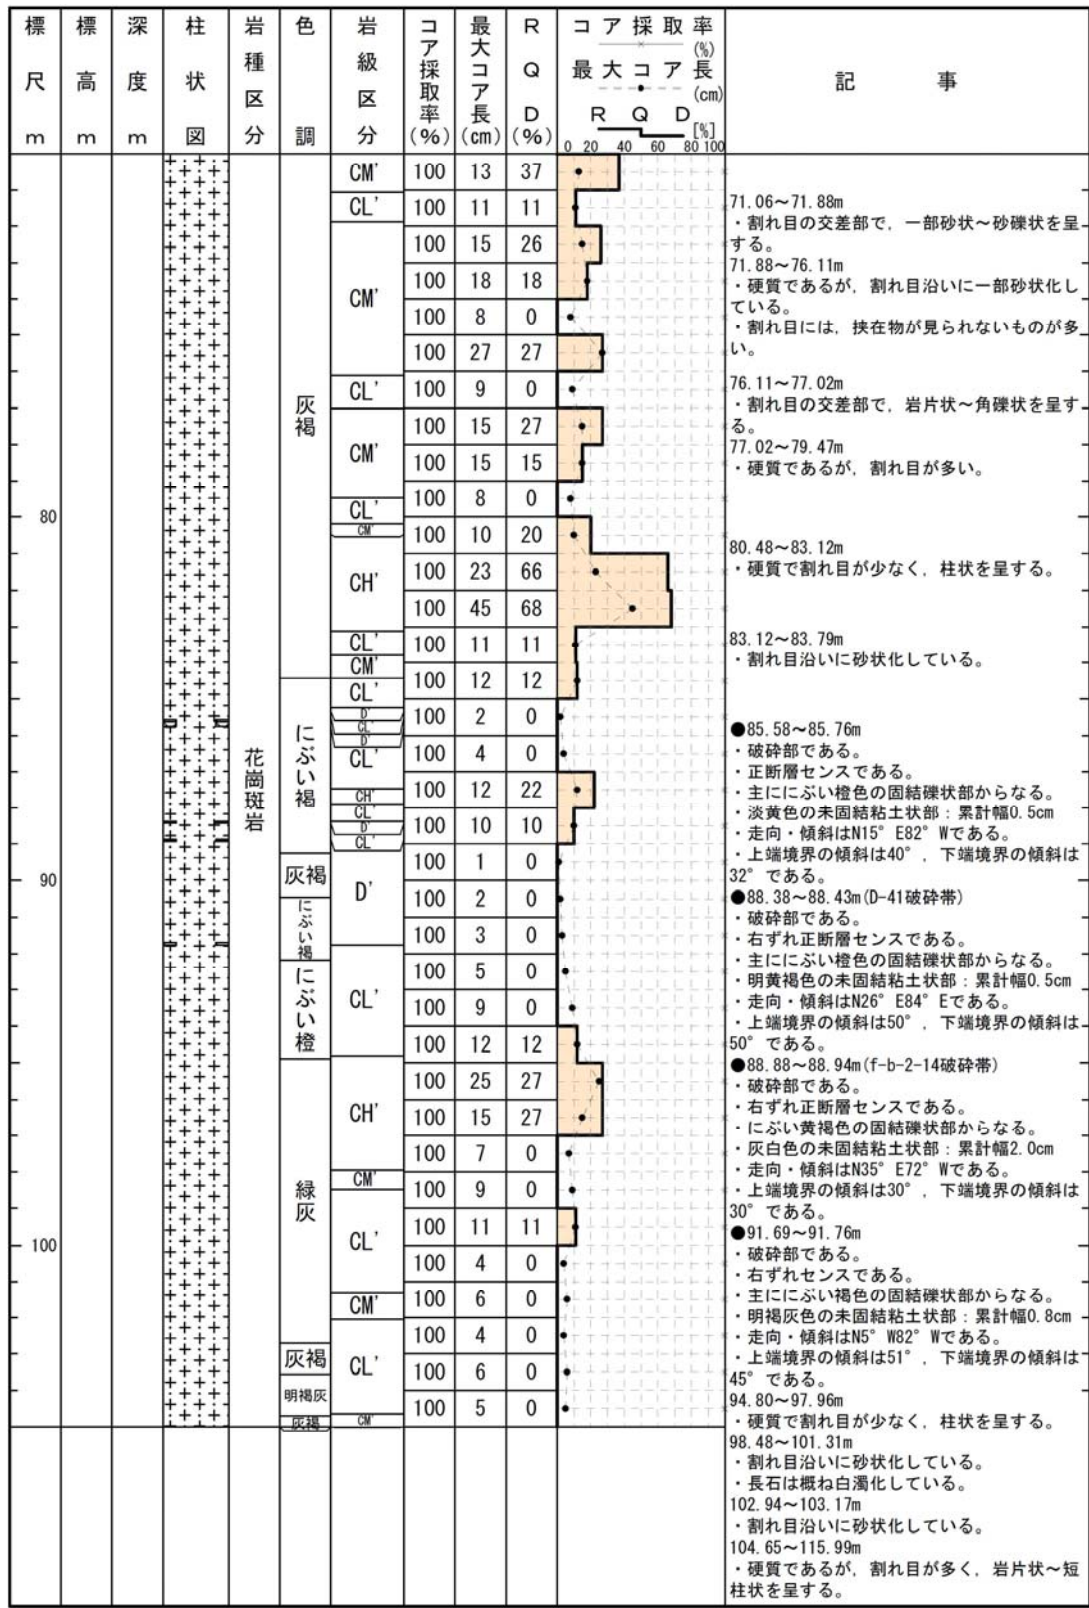 標尺m 標高m 深度m 柱状図 岩種区分 色調 岩級区分 コア採取率(%) 最大コア長(cm) RQD(%) コア採取率(%) 最大コア長(cm) RQD[%] 記事
0 20 40 60 80 100
CM' 100 13 37
CL' 100 11 11
100 15 26
100 18 18
CM'
100 8 0
100 27 27
CL' 100 9 0
灰褐
100 15 27
CM'
100 15 15
100 8 0
CL'
80
CM'
100 10 20
100 23 66
CH'
100 45 68
CL' 100 11 11
CM'
100 12 12
CL'
D'
100 2 0
CL'
D'
にぶい褐
花崗斑岩
CL'
100 4 0
100 12 22
CH'
CL'
100 10 10
D'
CL'
100 1 0
灰褐
D'
90
100 2 0
にぶい褐
100 3 0
100 5 0
にぶい橙
CL'
100 9 0
100 12 12
100 25 27
CH'
100 15 27
100 7 0
CM'
緑灰
100 9 0
100 11 11
CL'
100
100 4 0
CM' 100 6 0
100 4 0
灰褐
CL'
100 6 0
明褐灰
100 5 0
灰褐
CM'
71.06～71.88m
・割れ目の交差部で，一部砂状～砂礫状を呈
する。
71.88～76.11m
・硬質であるが，割れ目沿いに一部砂状化し
ている。
・割れ目には，挟在物が見られないものが多
い。
76.11～77.02m
・割れ目の交差部で，岩片状～角礫状を呈す
る。
77.02～79.47m
・硬質であるが，割れ目が多い。
80.48～83.12m
・硬質で割れ目が少なく，柱状を呈する。
83.12～83.79m
・割れ目沿いに砂状化している。
●85.58～85.76m
・破砕部である。
・正断層センスである。
・主ににぶい橙色の固結礫状部からなる。
・淡黄色の未固結粘土状部：累計幅0.5cm
・走向・傾斜はN15°E82°Wである。
・上端境界の傾斜は40°，下端境界の傾斜は
32°である。
●88.38～88.43m(D-41破砕帯)
・破砕部である。
・右ずれ正断層センスである。
・主ににぶい橙色の固結礫状部からなる。
・明黄褐色の未固結粘土状部：累計幅0.5cm
・走向・傾斜はN26°E84°Eである。
・上端境界の傾斜は50°，下端境界の傾斜は
50°である。
●88.88～88.94m(f-b-2-14破砕帯)
・破砕部である。
・右ずれ正断層センスである。
・にぶい黄褐色の固結礫状部からなる。
・灰白色の未固結粘土状部：累計幅2.0cm
・走向・傾斜はN35°E72°Wである。
・上端境界の傾斜は30°，下端境界の傾斜は
30°である。
●91.69～91.76m
・破砕部である。
・右ずれセンスである。
・主ににぶい褐色の固結礫状部からなる。
・明褐灰色の未固結粘土状部：累計幅0.8cm
・走向・傾斜はN5°W82°Wである。
・上端境界の傾斜は51°，下端境界の傾斜は
45°である。
94.80～97.96m
・硬質で割れ目が少なく，柱状を呈する。
98.48～101.31m
・割れ目沿いに砂状化している。
・長石は概ね白濁化している。
102.94～103.17m
・割れ目沿いに砂状化している。
104.65～115.99m
・硬質であるが，割れ目が多く，岩片状～短
柱状を呈する。